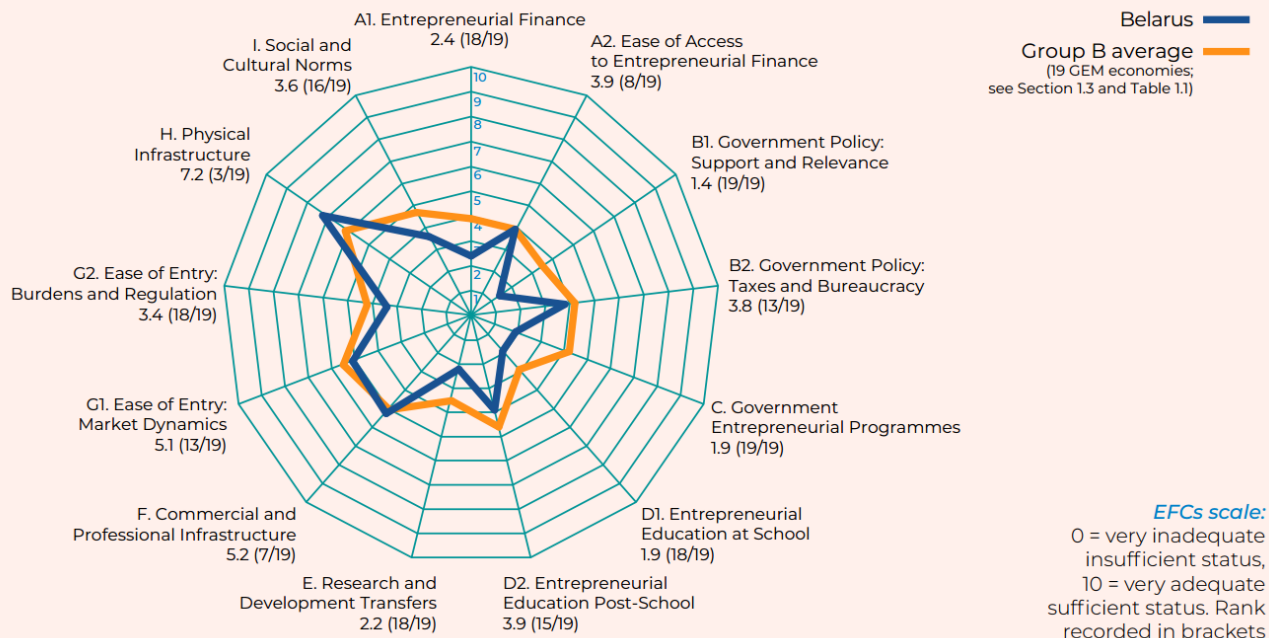 A1. Entrepreneurial Finance
2.4 (18/19)
A2. Ease of Access
to Entrepreneurial Finance
3.9 (8/19)
B1. Government Policy:
Support and Relevance
1.4 (19/19)
B2. Government Policy:
Taxes and Bureaucracy
3.8 (13/19)
C. Government
Entrepreneurial Programmes
1.9 (19/19)
D1. Entrepreneurial
Education at School
1.9 (18/19)
D2. Entrepreneurial
Education Post-School
3.9 (15/19)
E. Research and
Development Transfers
2.2 (18/19)
F. Commercial and
Professional Infrastructure
5.2 (7/19)
G1. Ease of Entry:
Market Dynamics
5.1 (13/19)
G2. Ease of Entry:
Burdens and Regulation
3.4 (18/19)
H. Physical
Infrastructure
7.2 (3/19)
I. Social and
Cultural Norms
3.6 (16/19)
10
9
8
7
6
5
4
3
2
1
Belarus
Group B average
(19 GEM economies;
see Section 1.3 and Table 1.1)
EFCs scale:
0 = very inadequate
insufficient status,
10 = very adequate
sufficient status. Rank
recorded in brackets